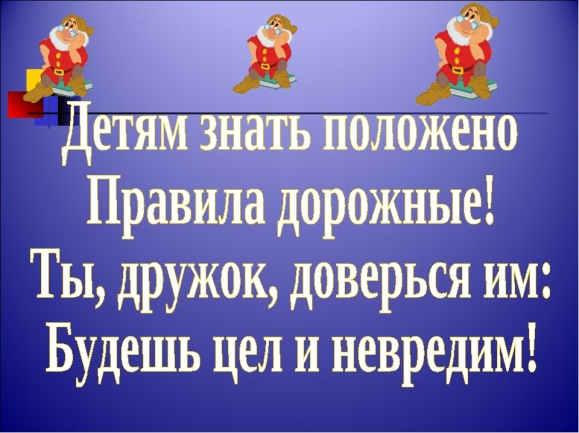 Детям знать положено
Правила дорожные!
Ты, дружок, доверься им:
Будешь цел и невредим!